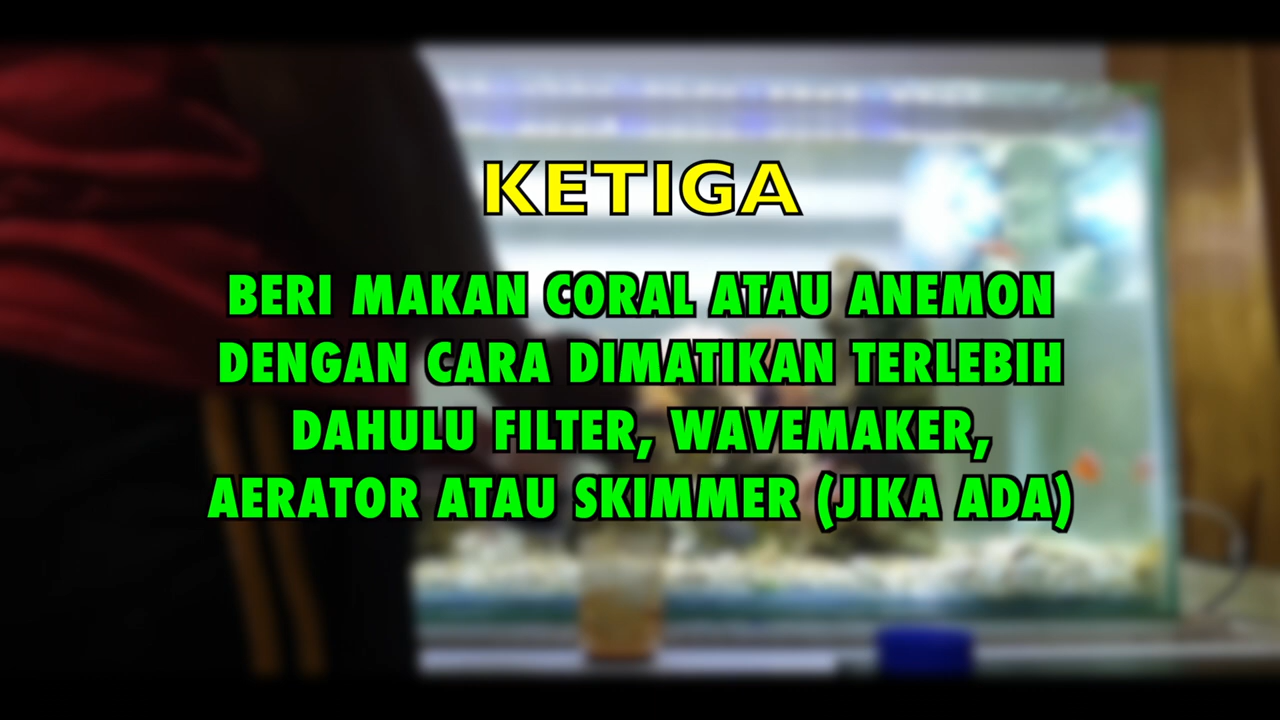 KETIGA
BERI MAKAN CORAL ATAU ANEMON
DENGAN CARA DIMATIKAN TERLEBIH
DAHULU FILTER, WAVEMAKER,
AERATOR ATAU SKIMMER (JIKA ADA)